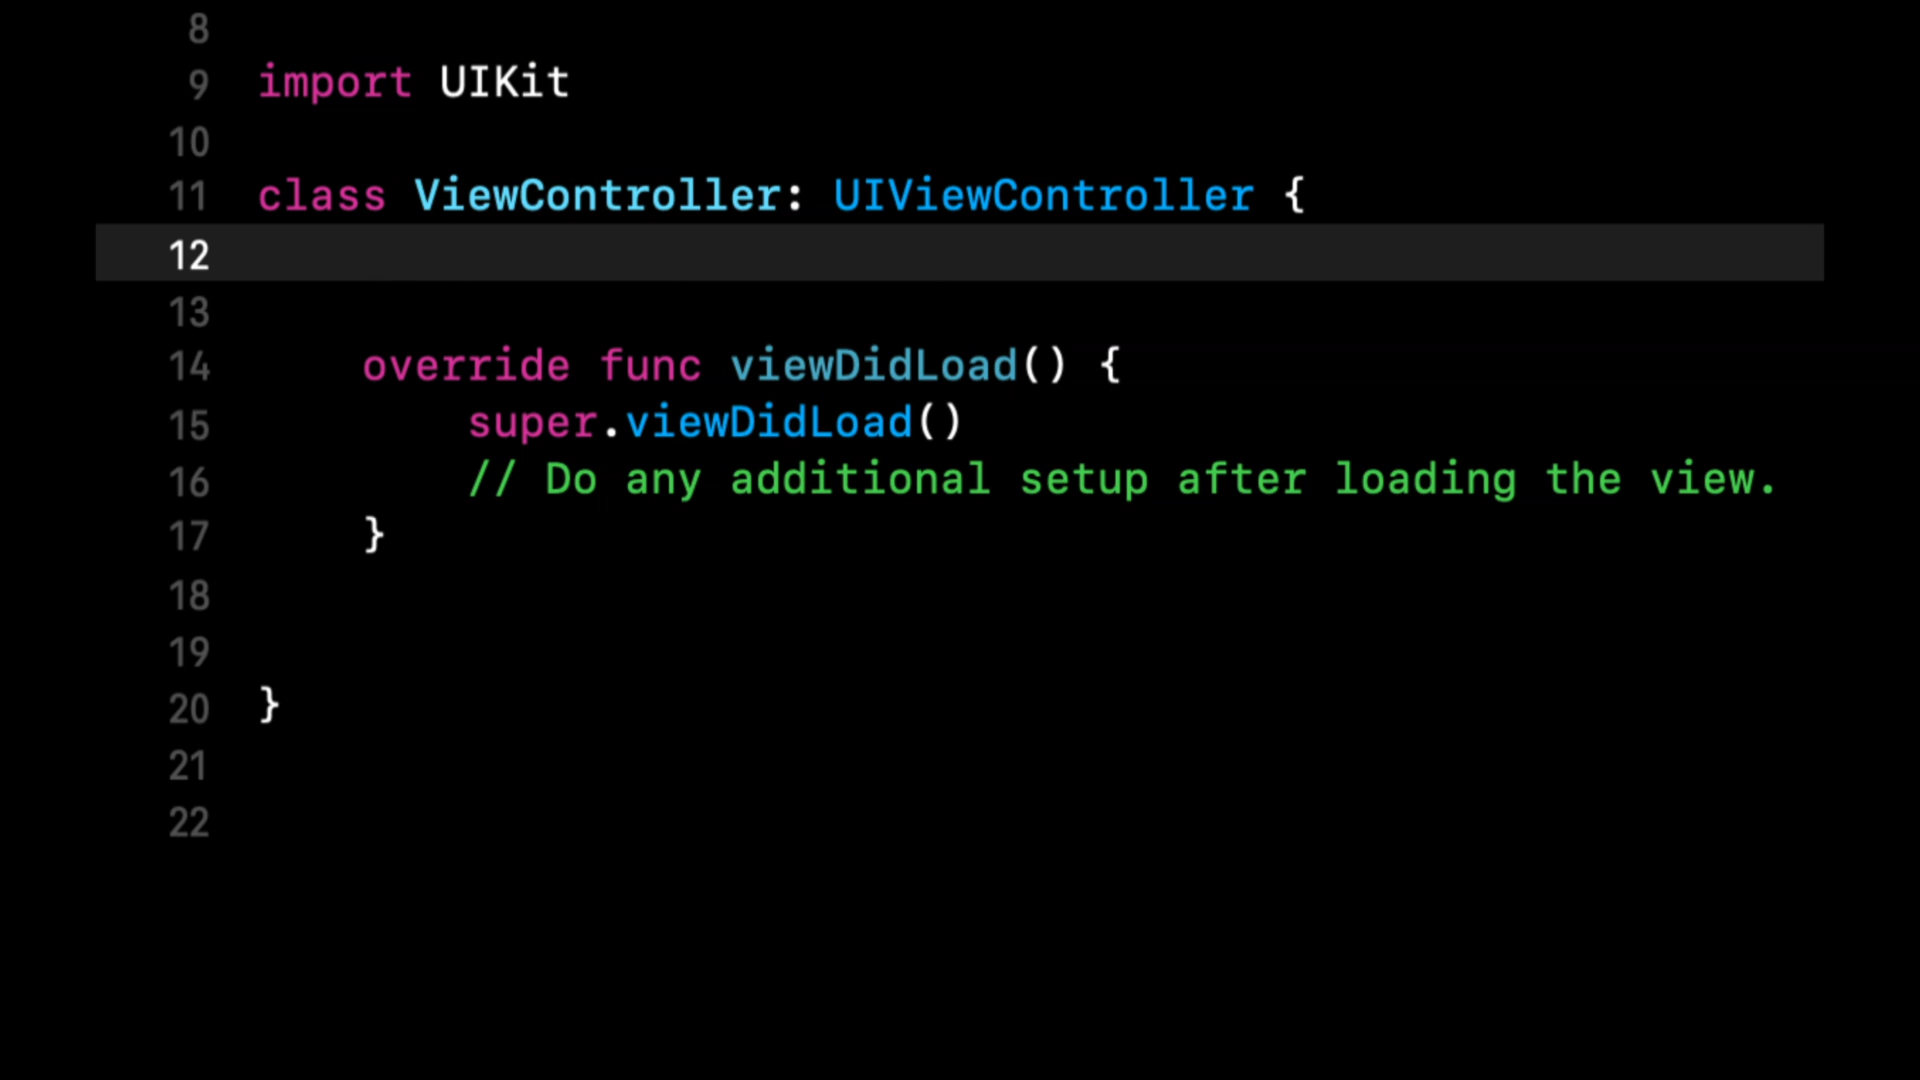 8
9 import UIKit
10
11 class ViewController: UIViewController {
12
13
14 override func viewDidLoad() {
15 super.viewDidLoad()
16 // Do any additional setup after loading the view.
17 }
18
19
20 }
21
22